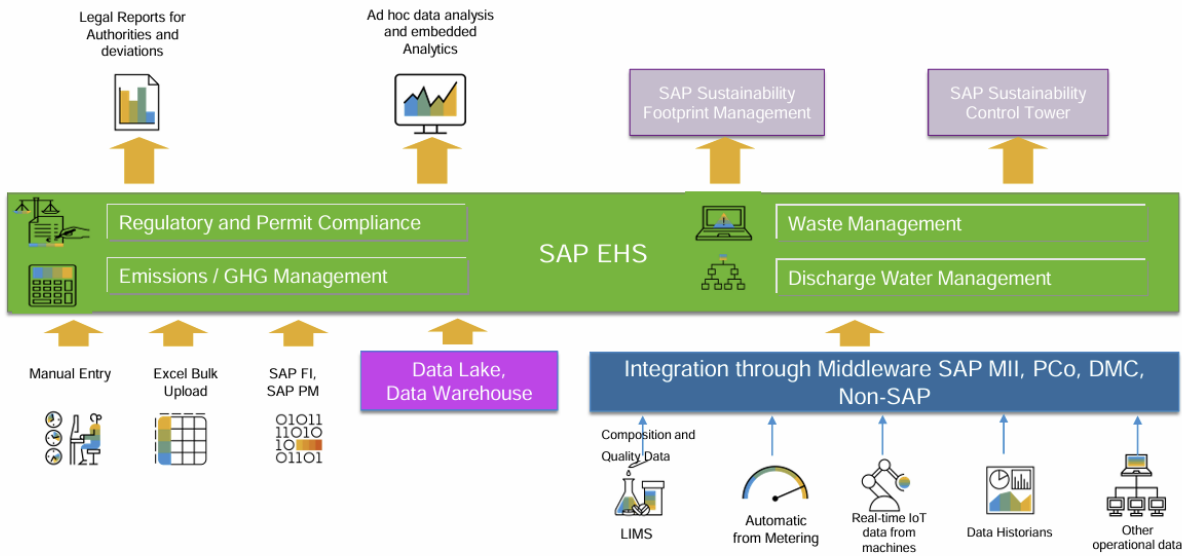 Legal Reports for
Authorities and
deviations
Ad hoc data analysis
and embedded
Analytics
SAP Sustainability
Footprint Management
SAP Sustainability
Control Tower
Regulatory and Permit Compliance
Emissions / GHG Management
SAP EHS
Waste Management
Discharge Water Management
Manual Entry
Excel Bulk
Upload
SAP FI,
SAP PM
01011
11010
10
01101
Data Lake,
Data Warehouse
Integration through Middleware SAP MII, PCo, DMC,
Non-SAP
Composition and
Quality Data
LIMS
Automatic
from Metering
Real-time IoT
data from
machines
Data Historians
Other
operational data